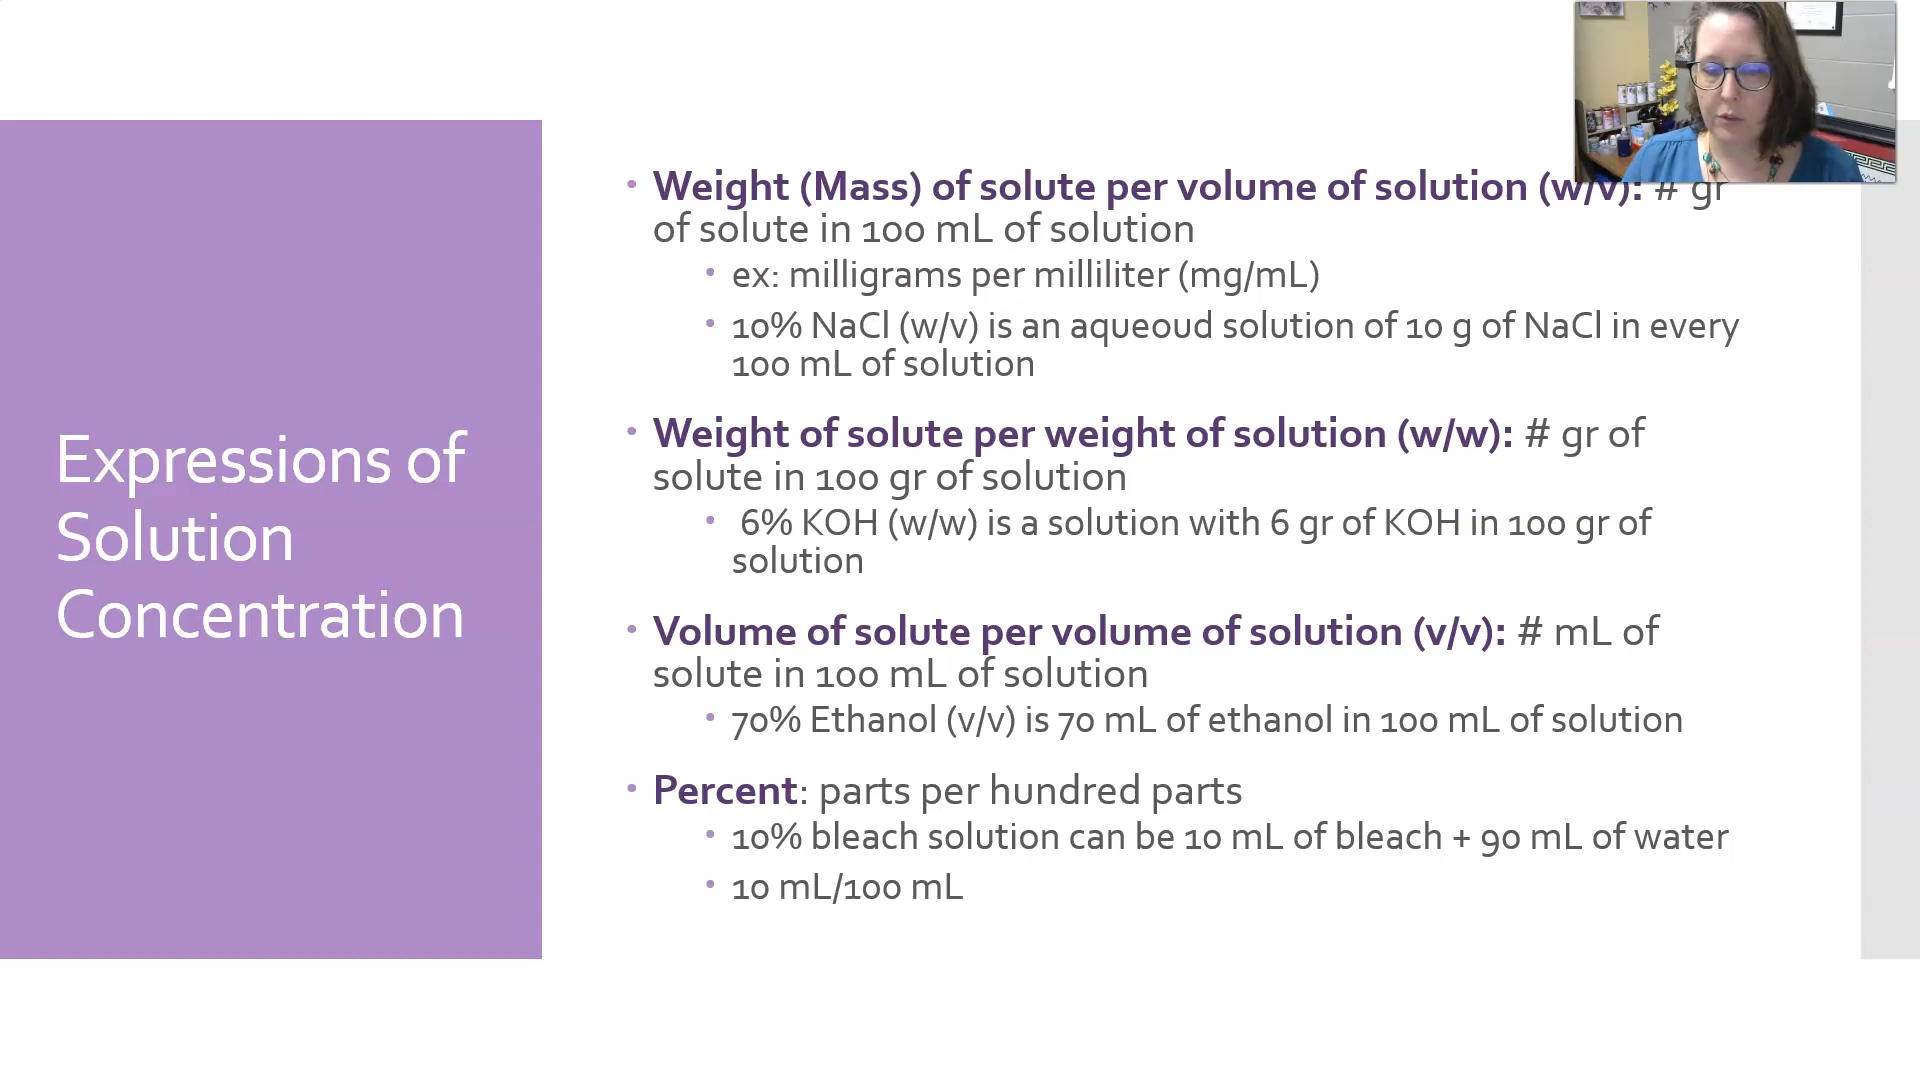 Expressions of
Solution
Concentration
• Weight (Mass) of solute per volume of solution (w/v): # gr
of solute in 100 mL of solution
• ex: milligrams per milliliter (mg/mL)
• 10% NaCl (w/v) is an aqueoud solution of 10 g of NaCl in every
100 mL of solution
• Weight of solute per weight of solution (w/w): # gr of
solute in 100 gr of solution
• 6% KOH (w/w) is a solution with 6 gr of KOH in 100 gr of
solution
• Volume of solute per volume of solution (v/v): # mL of
solute in 100 mL of solution
• 70% Ethanol (v/v) is 70 mL of ethanol in 100 mL of solution
• Percent: parts per hundred parts
• 10% bleach solution can be 10 mL of bleach + 90 mL of water
• 10 mL/100 mL